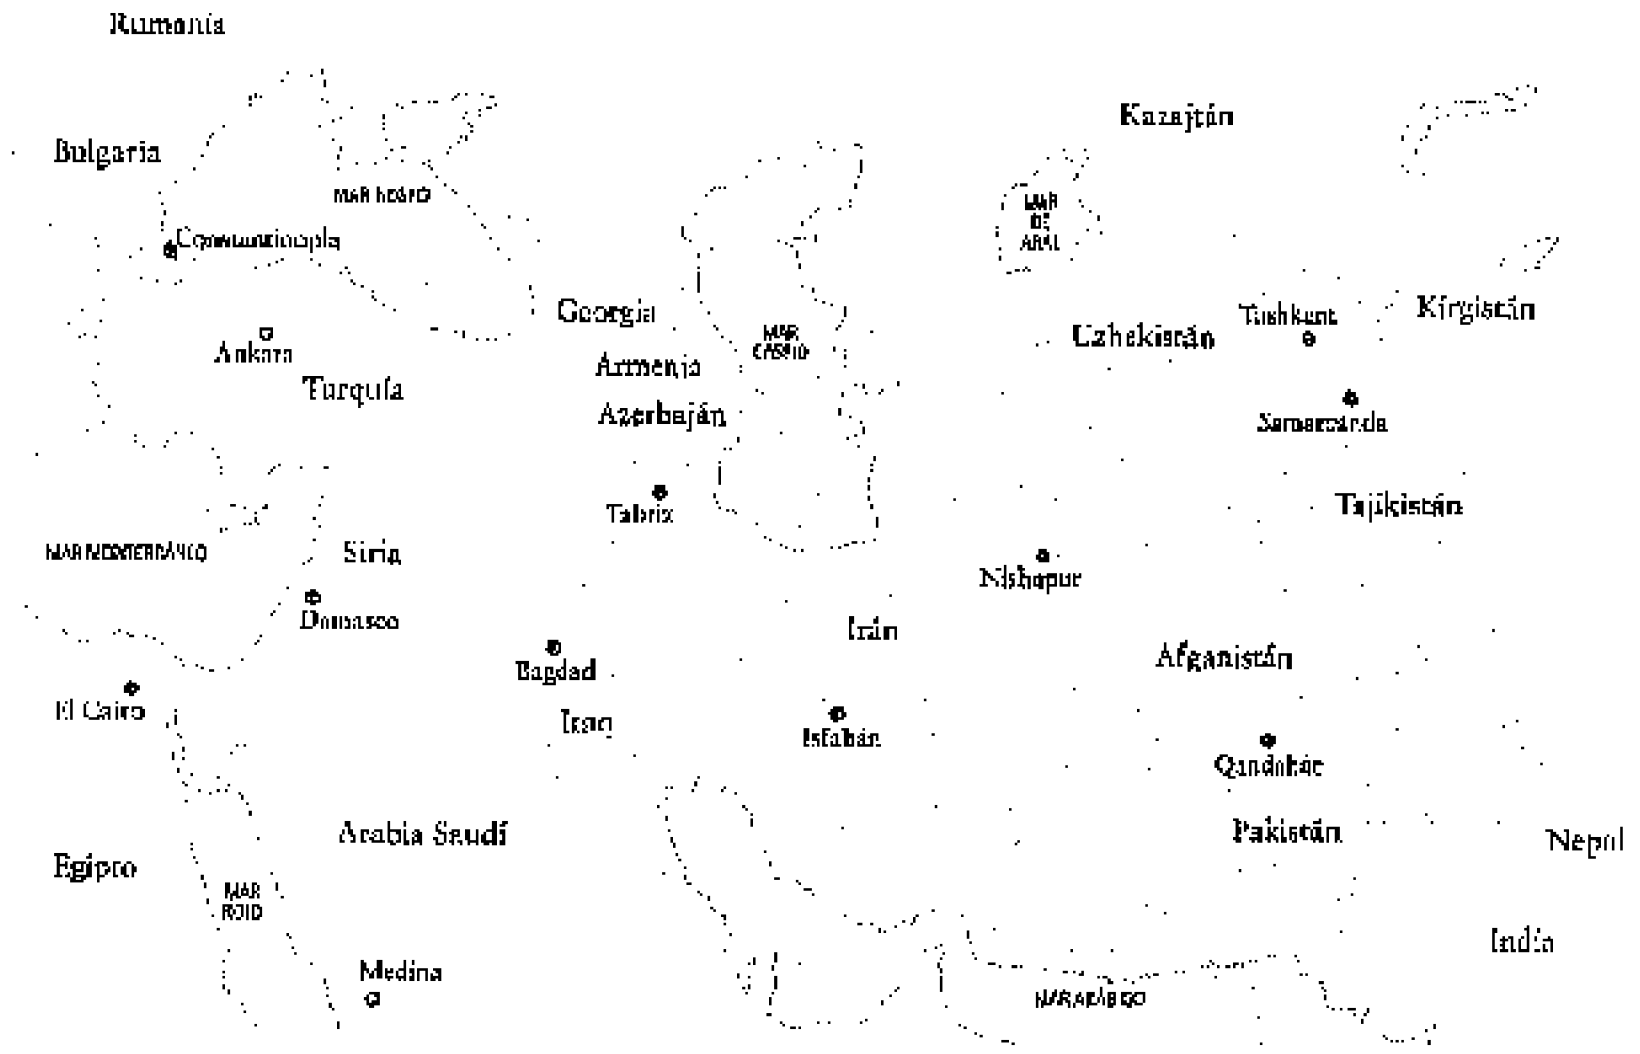 Rumonía
Kazajtán
Bulgaria
MAR NEGRO
MAR
DE
ARAL
Constantinopla
Georgia
Tashkent
Kirgistán
Uzbekistán
MAR
CASPIO
Ankara
Armenia
Turquía
Azerbaján
Samarcanda
Tabriz
Tajikistán
MAR MEDITERRÁNEO
Siria
Nishapur
Damasco
Irán
Bagdad
Afganistán
El Cairo
Iraq
Isfahán
Qandahár
Arabia Saudí
Pakistán
Nepal
Egipto
MAR
ROJO
India
Medina
MAR ARÁBIGO